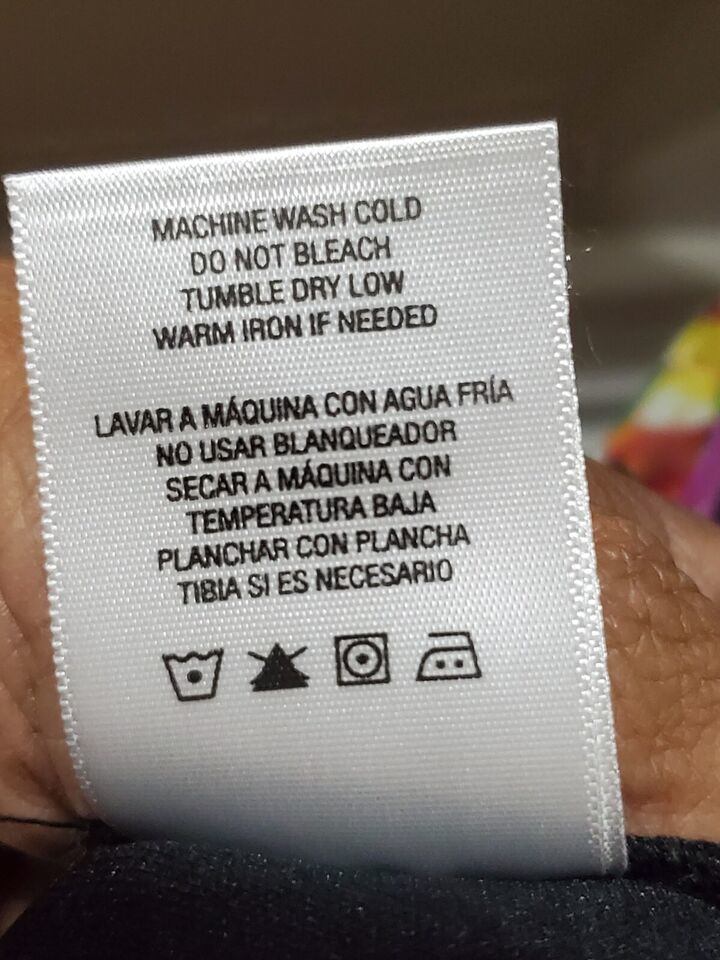 MACHINE WASH COLD
DO NOT BLEACH
TUMBLE DRY LOW
WARM IRON IF NEEDED
LAVAR A MÁQUINA CON AGUA FRÍA
NO USAR BLANQUEADOR
SECAR A MÁQUINA CON
TEMPERATURA BAJA
PLANCHAR CON PLANCHA
TIBIA SI ES NECESARIO